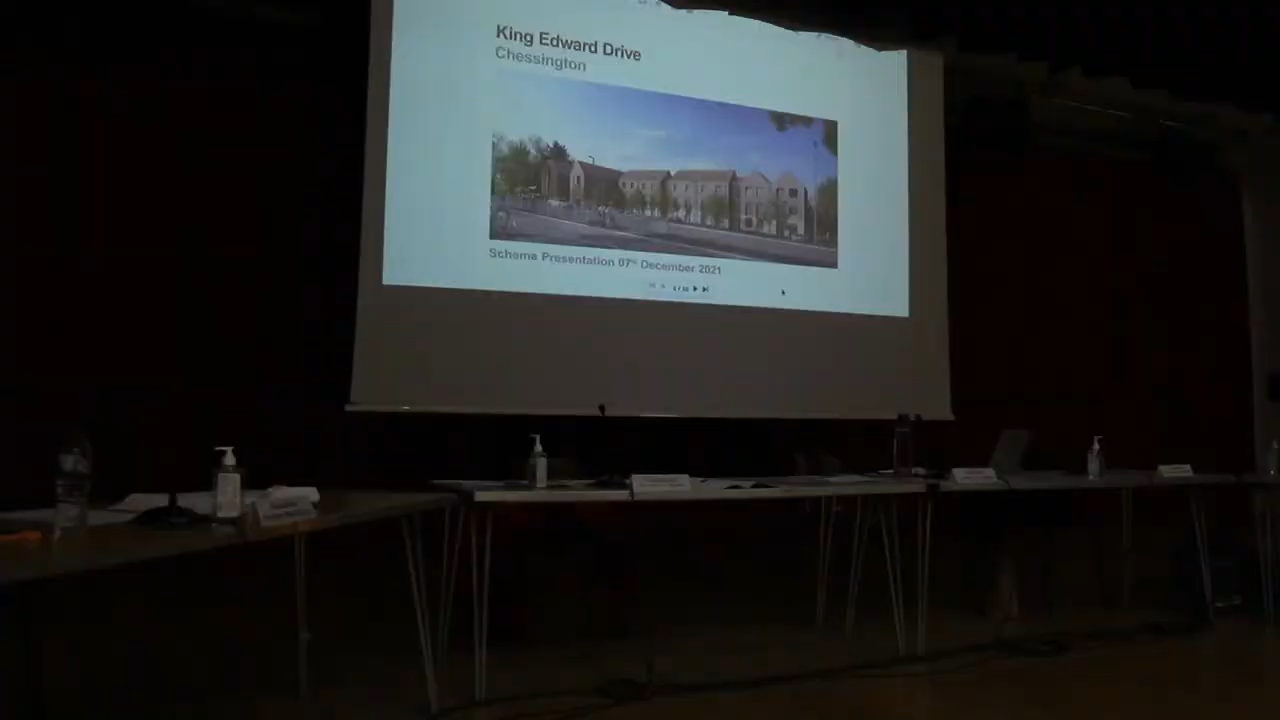 King Edward Drive
Chessington
Scheme Presentation 07th December 2021